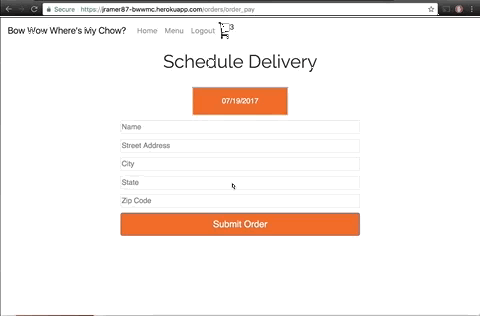 Secure https://jramer87-bwwmc.herokuapp.com/orders/order_pay
Bow Wow Where's My Chow? Home Menu Logout 3
Schedule Delivery
07/19/2017
Name
Street Address
City
State
Zip Code
Submit Order